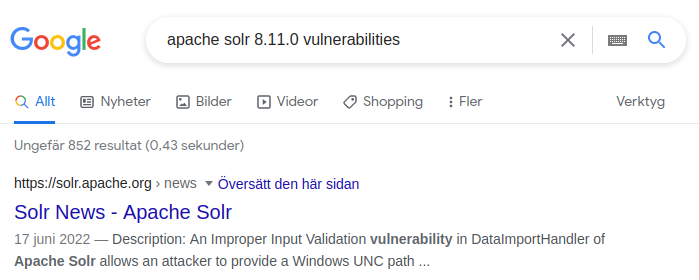 Google
apache solr 8.11.0 vulnerabilities
Allt Nyheter Bilder Videor Shopping Fler Verktyg
Ungefär 852 resultat (0,43 sekunder)
https://solr.apache.org › news Översätt den här sidan
Solr News - Apache Solr
17 juni 2022 — Description: An Improper Input Validation vulnerability in DataImportHandler of
Apache Solr allows an attacker to provide a Windows UNC path ...